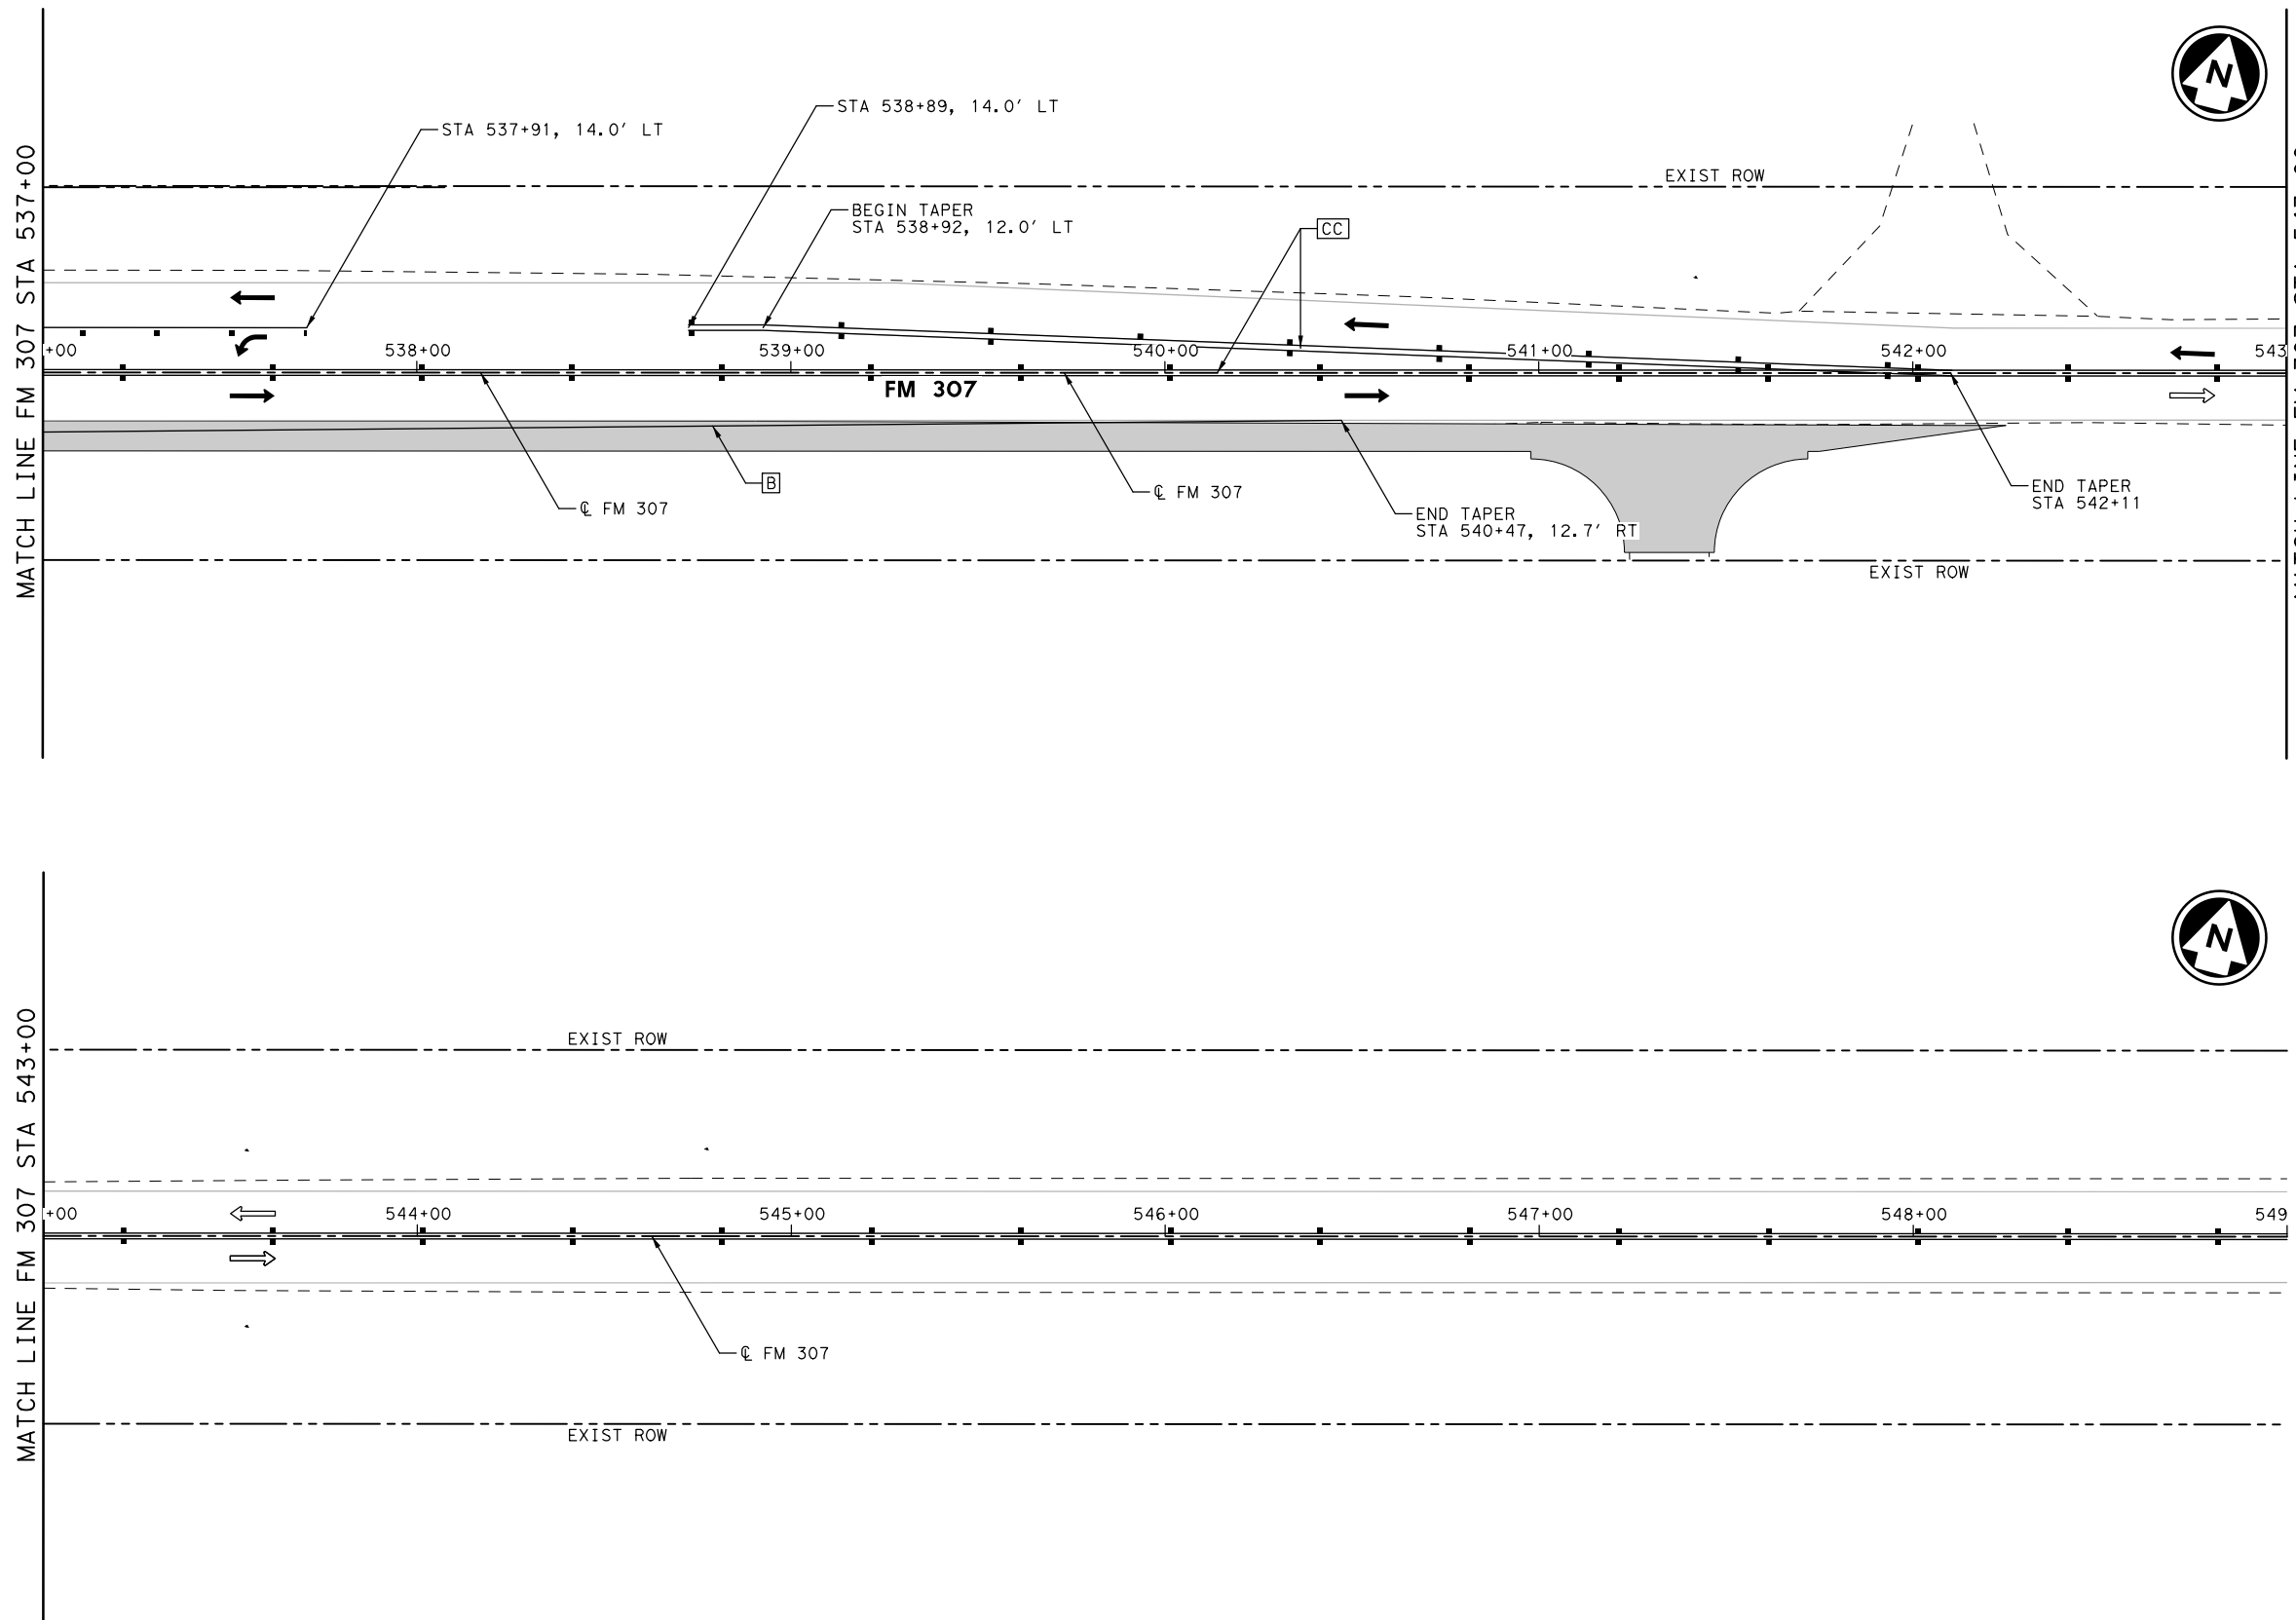 N
STA 538+89, 14.0′ LT
STA 537+91, 14.0′ LT
MATCH LINE FM 307 STA 537+00
EXIST ROW
BEGIN TAPER
STA 538+92, 12.0′ LT
CC
+00
538+00
539+00
540+00
541+00
542+00
543
FM 307
B
℄ FM 307
℄ FM 307
END TAPER
STA 540+47, 12.7′ RT
END TAPER
STA 542+11
EXIST ROW
N
MATCH LINE FM 307 STA 543+00
EXIST ROW
+00
544+00
545+00
546+00
547+00
548+00
549
℄ FM 307
EXIST ROW